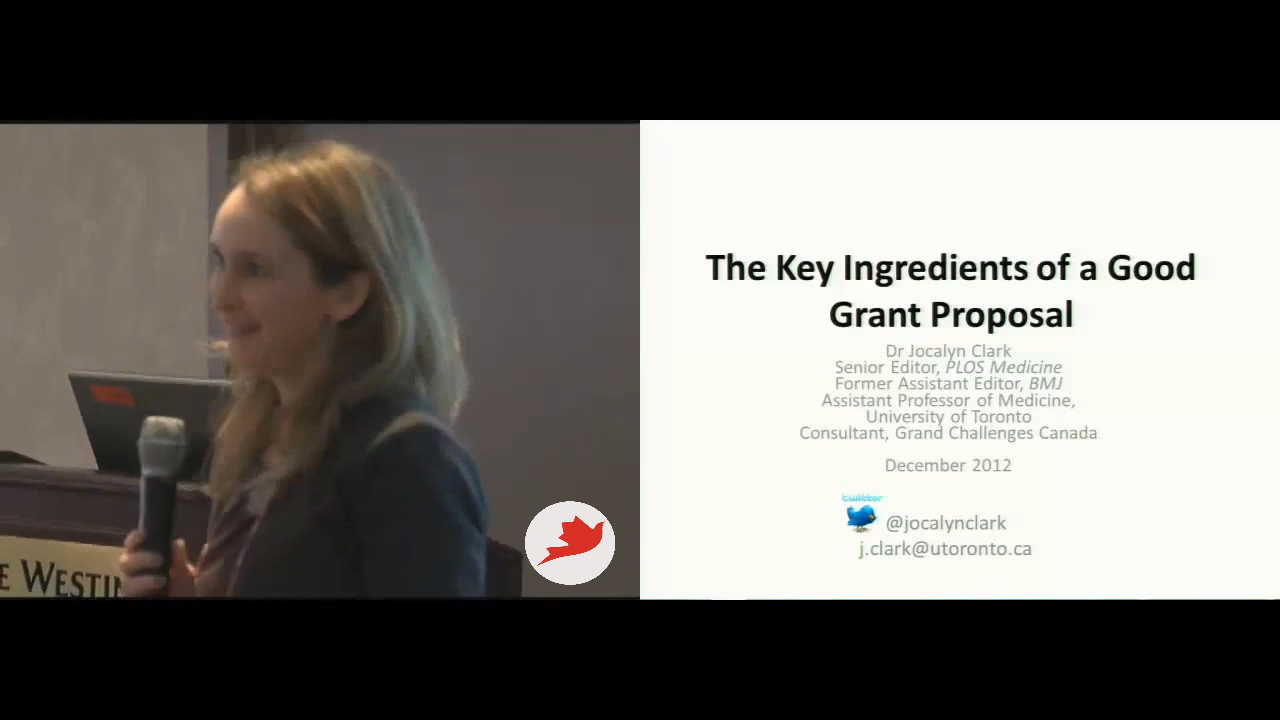 E WESTIN
The Key Ingredients of a Good
Grant Proposal
Dr Jocalyn Clark
Senior Editor, PLOS Medicine
Former Assistant Editor, BMJ
Assistant Professor of Medicine,
University of Toronto
Consultant, Grand Challenges Canada
December 2012
twitter
@jocalynclark
j.clark@utoronto.ca